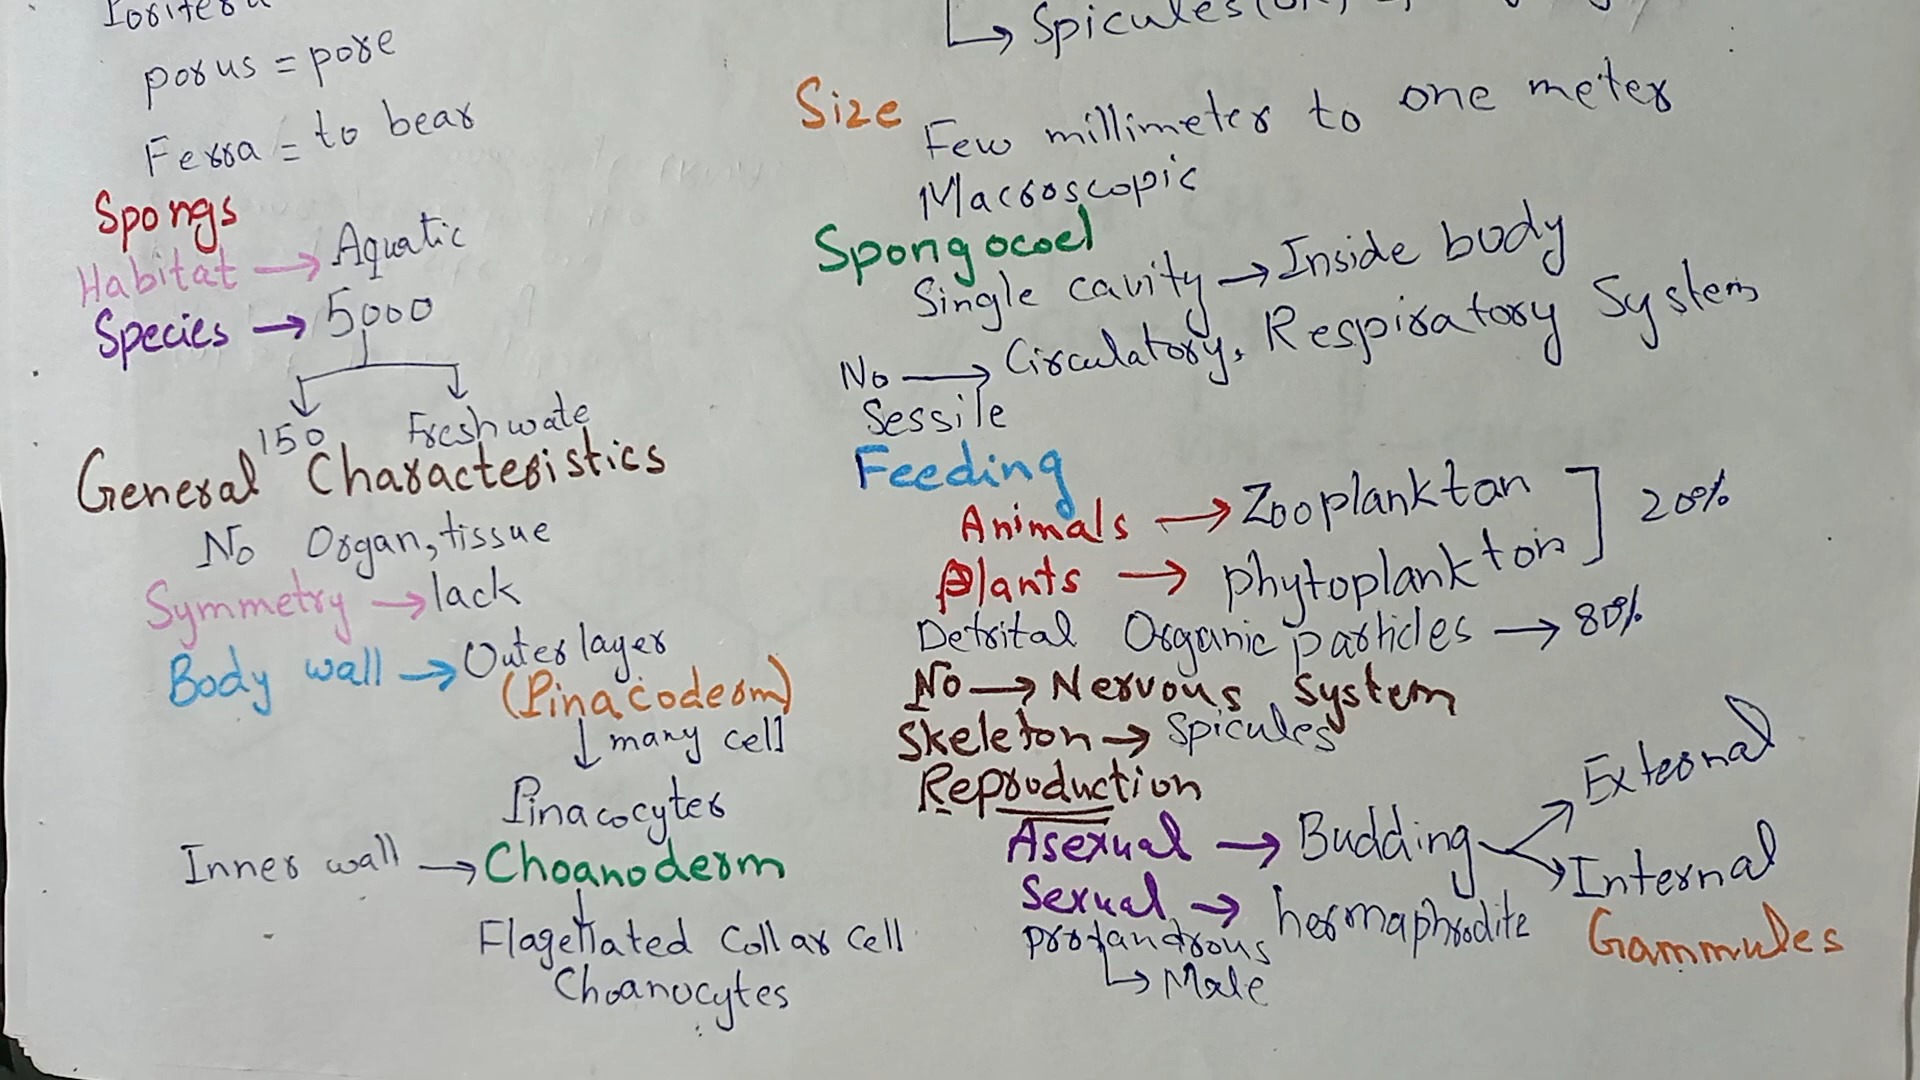 porus = pore
Ferra = to bear
Spongs
Habitat → Aquatic
Species → 5000
150 Freshwate
General Characteristics
No Organ, tissue
Symmetry → lack
Body wall → Outer layer
(Pinacoderm)
↓ many cell
Pinacocytes
Inner wall → Choanoderm
Flagellated Collar Cell
Choanocytes
↳ Spicules
Size
Few millimeter to one meter
Macroscopic
Spongocoel
Single cavity → Inside body
No → Circulatory, Respiratory System
Sessile
Feeding
Animals → Zooplankton
Plants → phytoplankton ] 20%
Detrital Organic particles → 80%
No → Nervous System
Skeleton → Spicules
Reproduction
Asexual → Budding
External
Internal
Gammules
Sexual → hermaphrodite
protandrous
↳ Male